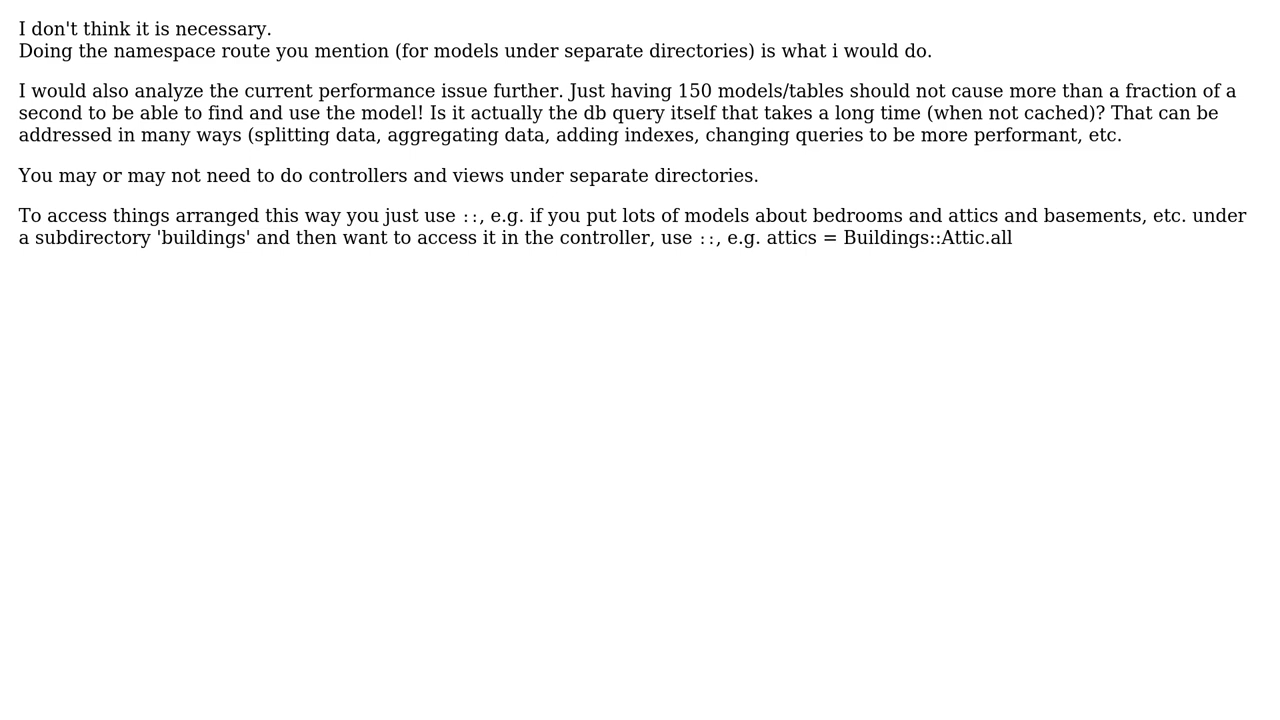 I don't think it is necessary.
Doing the namespace route you mention (for models under separate directories) is what i would do.
I would also analyze the current performance issue further. Just having 150 models/tables should not cause more than a fraction of a
second to be able to find and use the model! Is it actually the db query itself that takes a long time (when not cached)? That can be
addressed in many ways (splitting data, aggregating data, adding indexes, changing queries to be more performant, etc.
You may or may not need to do controllers and views under separate directories.
To access things arranged this way you just use ::, e.g. if you put lots of models about bedrooms and attics and basements, etc. under
a subdirectory 'buildings' and then want to access it in the controller, use ::, e.g. attics = Buildings::Attic.all